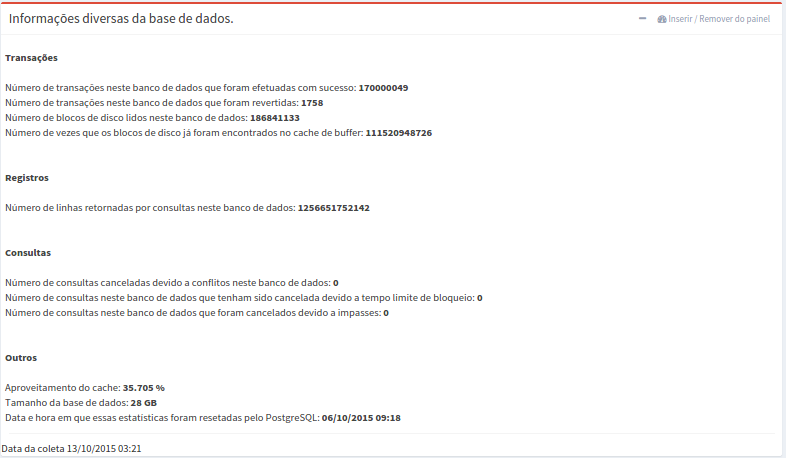 Informações diversas da base de dados.
Inserir / Remover do painel
Transações
Número de transações neste banco de dados que foram efetuadas com sucesso: 170000049
Número de transações neste banco de dados que foram revertidas: 1758
Número de blocos de disco lidos neste banco de dados: 186841133
Número de vezes que os blocos de disco já foram encontrados no cache de buffer: 111520948726
Registros
Número de linhas retornadas por consultas neste banco de dados: 1256651752142
Consultas
Número de consultas canceladas devido a conflitos neste banco de dados: 0
Número de consultas neste banco de dados que tenham sido cancelada devido a tempo limite de bloqueio: 0
Número de consultas neste banco de dados que foram cancelados devido a impasses: 0
Outros
Aproveitamento do cache: 35.705 %
Tamanho da base de dados: 28 GB
Data e hora em que essas estatísticas foram resetadas pelo PostgreSQL: 06/10/2015 09:18
Data da coleta 13/10/2015 03:21